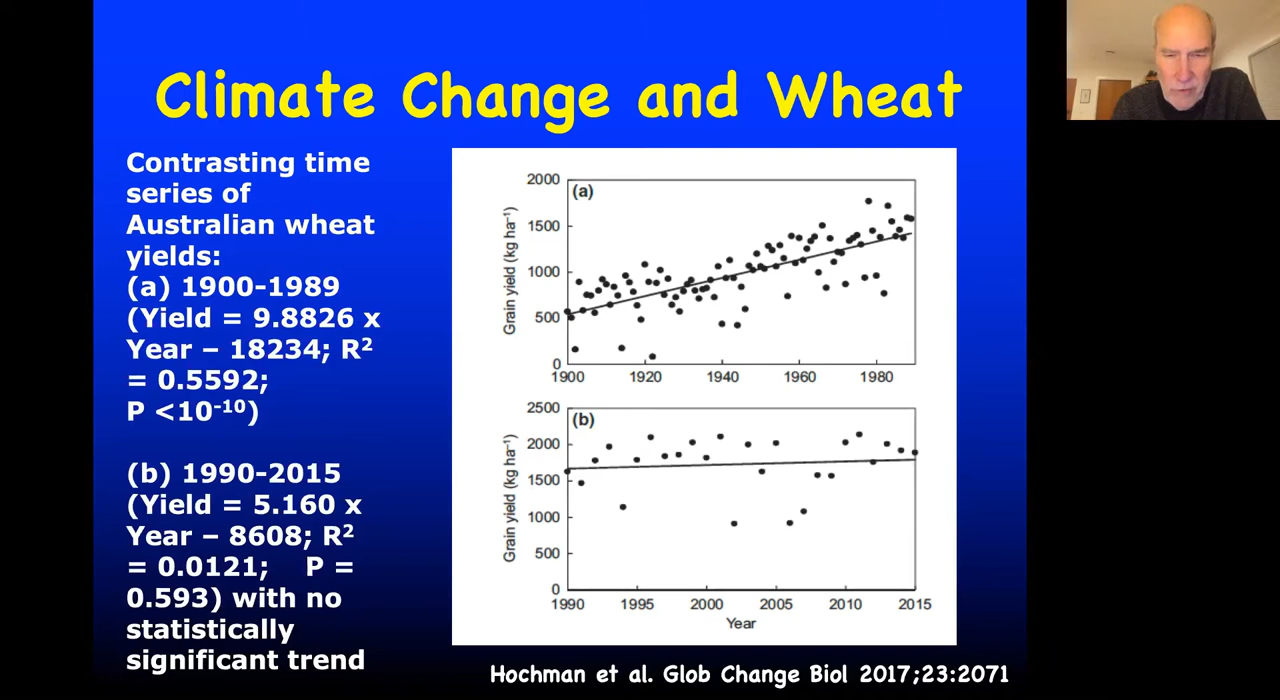 Climate Change and Wheat
Contrasting time
series of
Australian wheat
yields:
(a) 1900-1989
(Yield = 9.8826 x
Year – 18234; R²
= 0.5592;
P <10⁻¹⁰)
(b) 1990-2015
(Yield = 5.160 x
Year – 8608; R²
= 0.0121; P =
0.593) with no
statistically
significant trend
(a)
Grain yield (kg ha⁻¹)
2000
1500
1000
500
0
1900 1920 1940 1960 1980
(b)
Grain yield (kg ha⁻¹)
2500
2000
1500
1000
500
0
1990 1995 2000 2005 2010 2015
Year
Hochman et al. Glob Change Biol 2017;23:2071